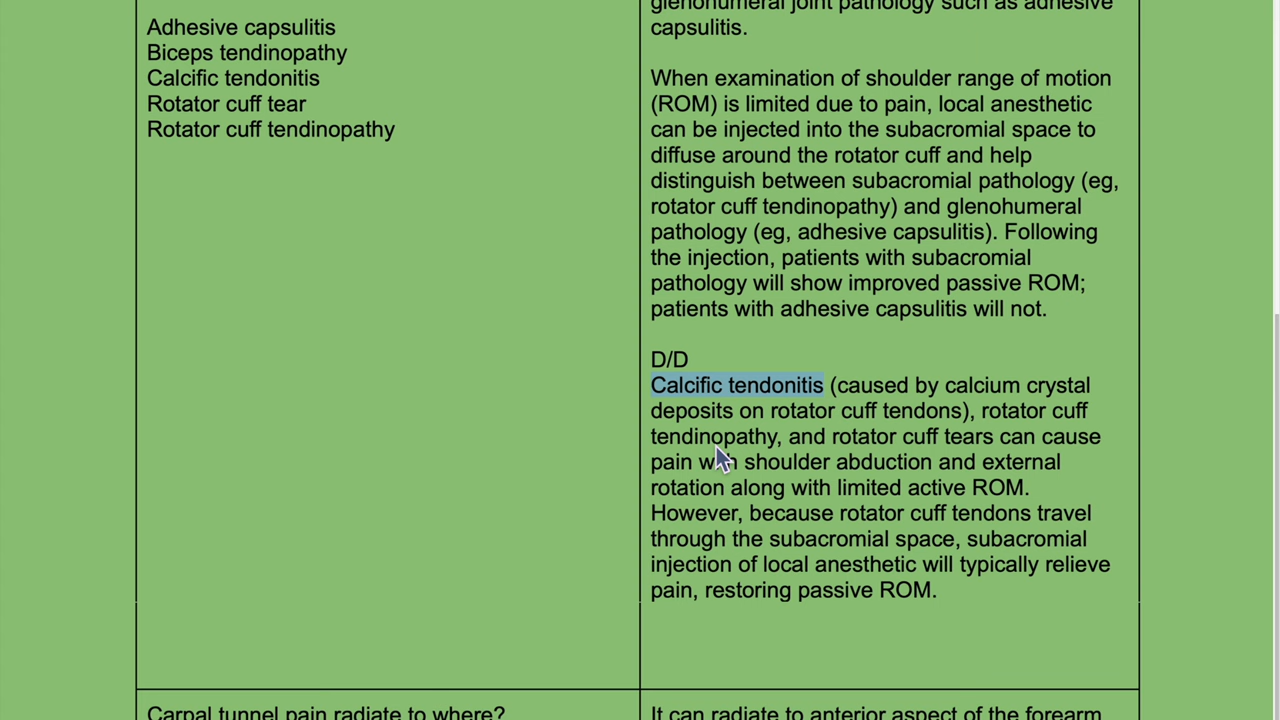 Adhesive capsulitis
Biceps tendinopathy
Calcific tendonitis
Rotator cuff tear
Rotator cuff tendinopathy
glenohumeral joint pathology such as adhesive
capsulitis.
When examination of shoulder range of motion
(ROM) is limited due to pain, local anesthetic
can be injected into the subacromial space to
diffuse around the rotator cuff and help
distinguish between subacromial pathology (eg,
rotator cuff tendinopathy) and glenohumeral
pathology (eg, adhesive capsulitis). Following
the injection, patients with subacromial
pathology will show improved passive ROM;
patients with adhesive capsulitis will not.
D/D
Calcific tendonitis (caused by calcium crystal
deposits on rotator cuff tendons), rotator cuff
tendinopathy, and rotator cuff tears can cause
pain with shoulder abduction and external
rotation along with limited active ROM.
However, because rotator cuff tendons travel
through the subacromial space, subacromial
injection of local anesthetic will typically relieve
pain, restoring passive ROM.
Carpal tunnel pain radiate to where?
It can radiate to anterior aspect of the forearm